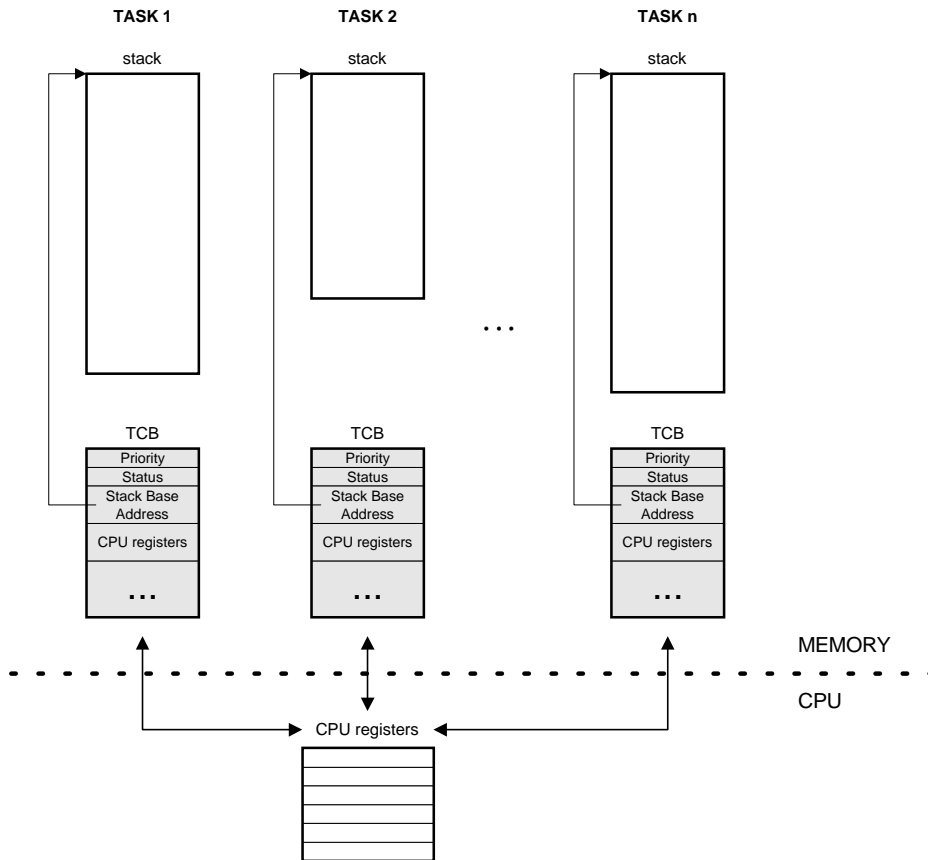 TASK 1
TASK 2
TASK n
stack
stack
stack
. . .
TCB
TCB
TCB
Priority
Status
Stack Base
Address
CPU registers
...
Priority
Status
Stack Base
Address
CPU registers
...
Priority
Status
Stack Base
Address
CPU registers
...
MEMORY
CPU
CPU registers